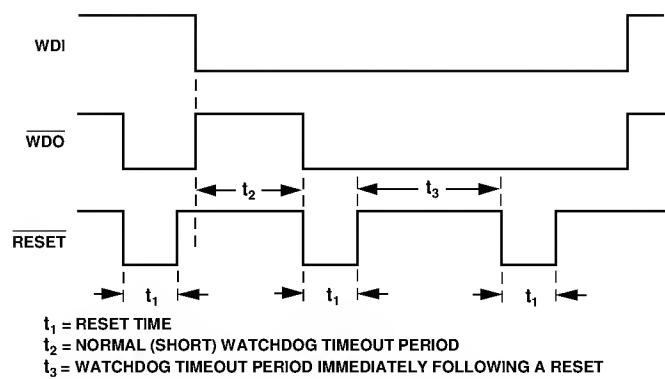 WDI
WDO
t2
t3
RESET
t1 t1 t1
t1 = RESET TIME
t2 = NORMAL (SHORT) WATCHDOG TIMEOUT PERIOD
t3 = WATCHDOG TIMEOUT PERIOD IMMEDIATELY FOLLOWING A RESET